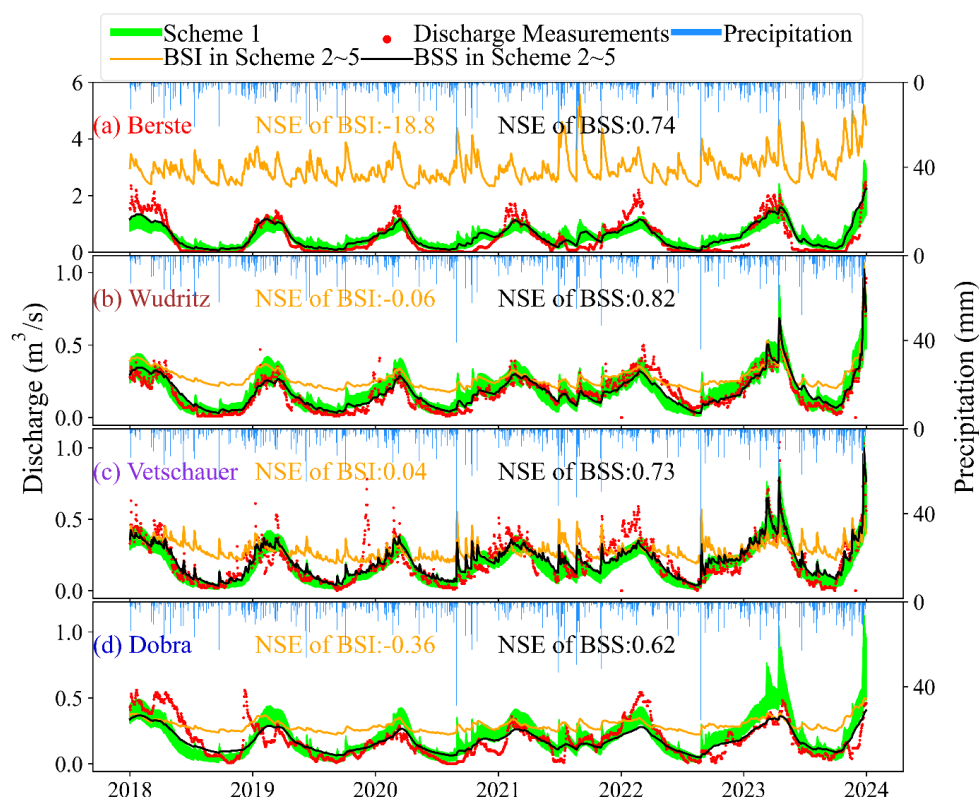 Scheme 1 Discharge Measurements Precipitation
BSI in Scheme 2~5 BSS in Scheme 2~5
6 0
(a) Berste NSE of BSI:-18.8 NSE of BSS:0.74
4
40
2
0
1.0 0
(b) Wudritz NSE of BSI:-0.06 NSE of BSS:0.82
0.5 40
0.0
1.0 0
(c) Vetschauer NSE of BSI:0.04 NSE of BSS:0.73
0.5 40
0.0
1.0 0
(d) Dobra NSE of BSI:-0.36 NSE of BSS:0.62
0.5 40
0.0
2018 2019 2020 2021 2022 2023 2024
Discharge (m³/s)
Precipitation (mm)